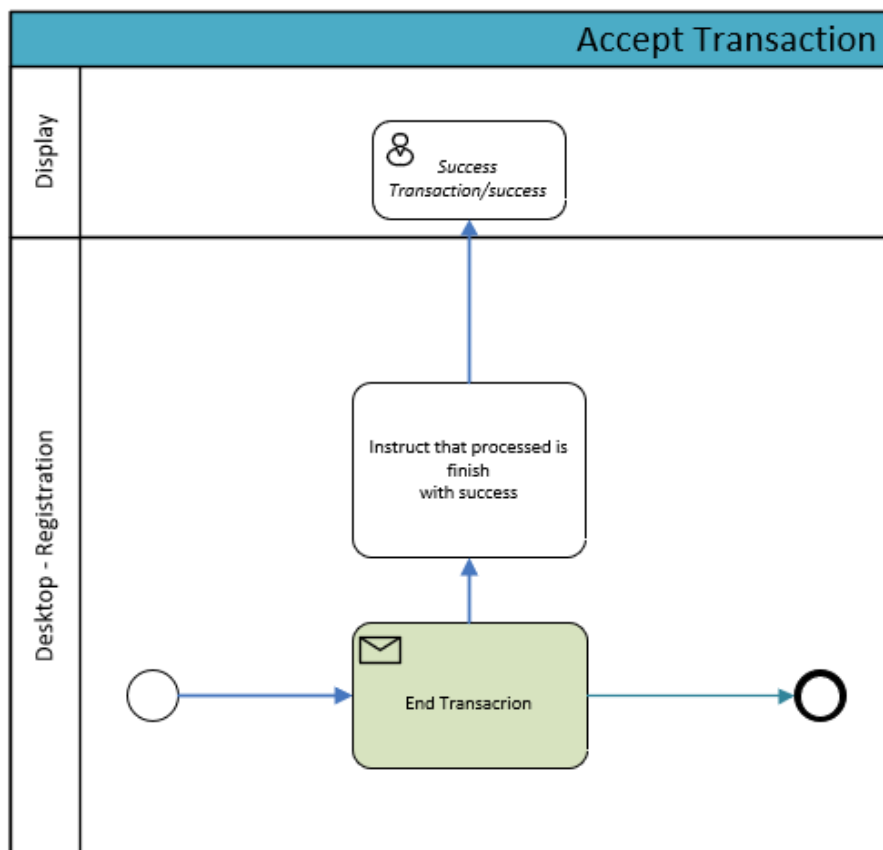 Accept Transaction
Display
Success
Transaction/success
Desktop - Registration
Instruct that processed is
finish
with success
End Transacrion